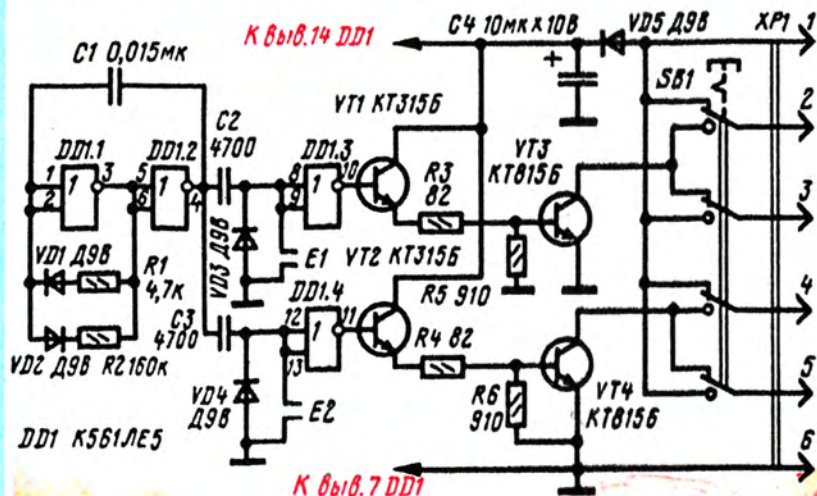 К выв.14 DD1
C4 10мк×10В
VD5 Д9В
XP1
1
C1 0,015мк
SB1
VT1 КТ315Б
C2
4700
2
DD1.1
DD1.2
DD1.3
VT3
КТ815Б
R3
82
1
2
1
3
5
6
1
4
8
9
1
10
3
VD1 Д9В
R1
4,7к
VD3 Д9В
E1
VT2 КТ315Б
DD1.4
R5 910
4
C3
4700
12
13
1
11
R4 82
VD2 Д9В
R2 160к
5
VD4
Д9В
E2
R6
910
VT4
КТ815Б
DD1 К561ЛЕ5
6
К выв.7 DD1